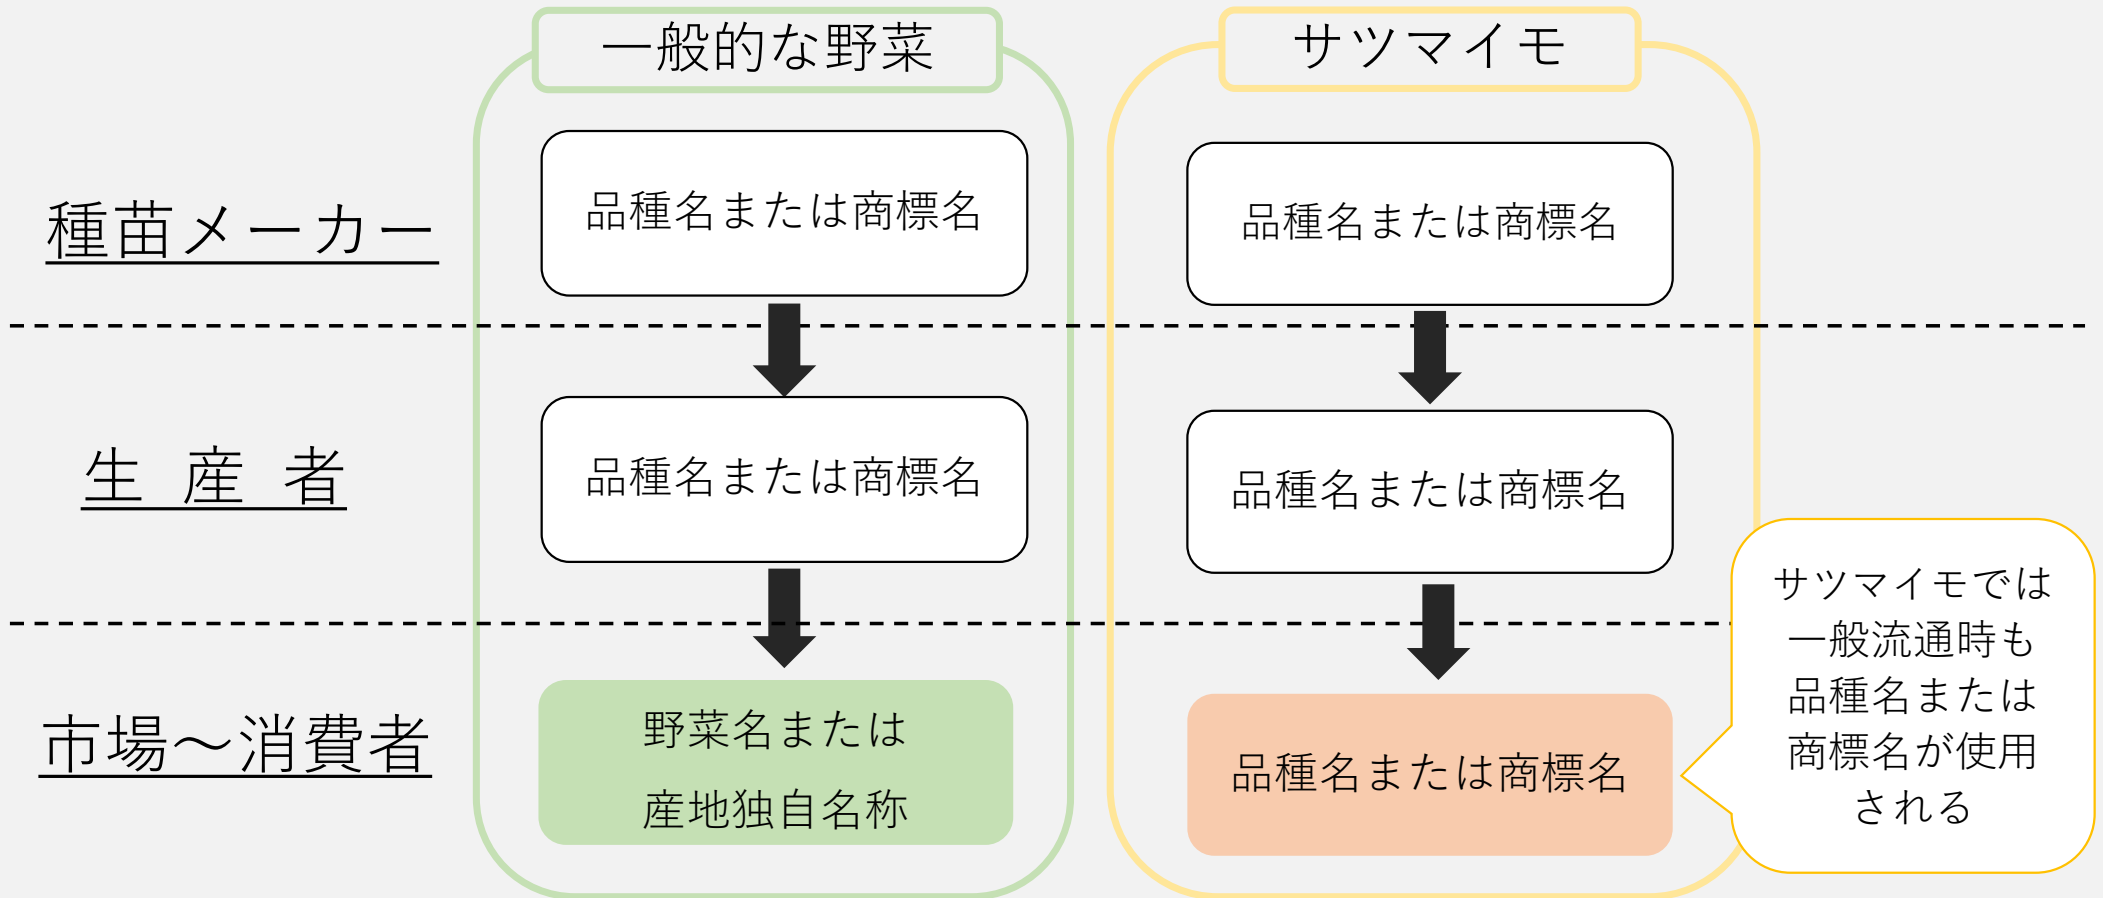 一般的な野菜
サツマイモ
種苗メーカー
品種名または商標名
品種名または商標名
生 産 者
品種名または商標名
品種名または商標名
市場～消費者
野菜名または
産地独自名称
品種名または商標名
サツマイモでは
一般流通時も
品種名または
商標名が使用
される